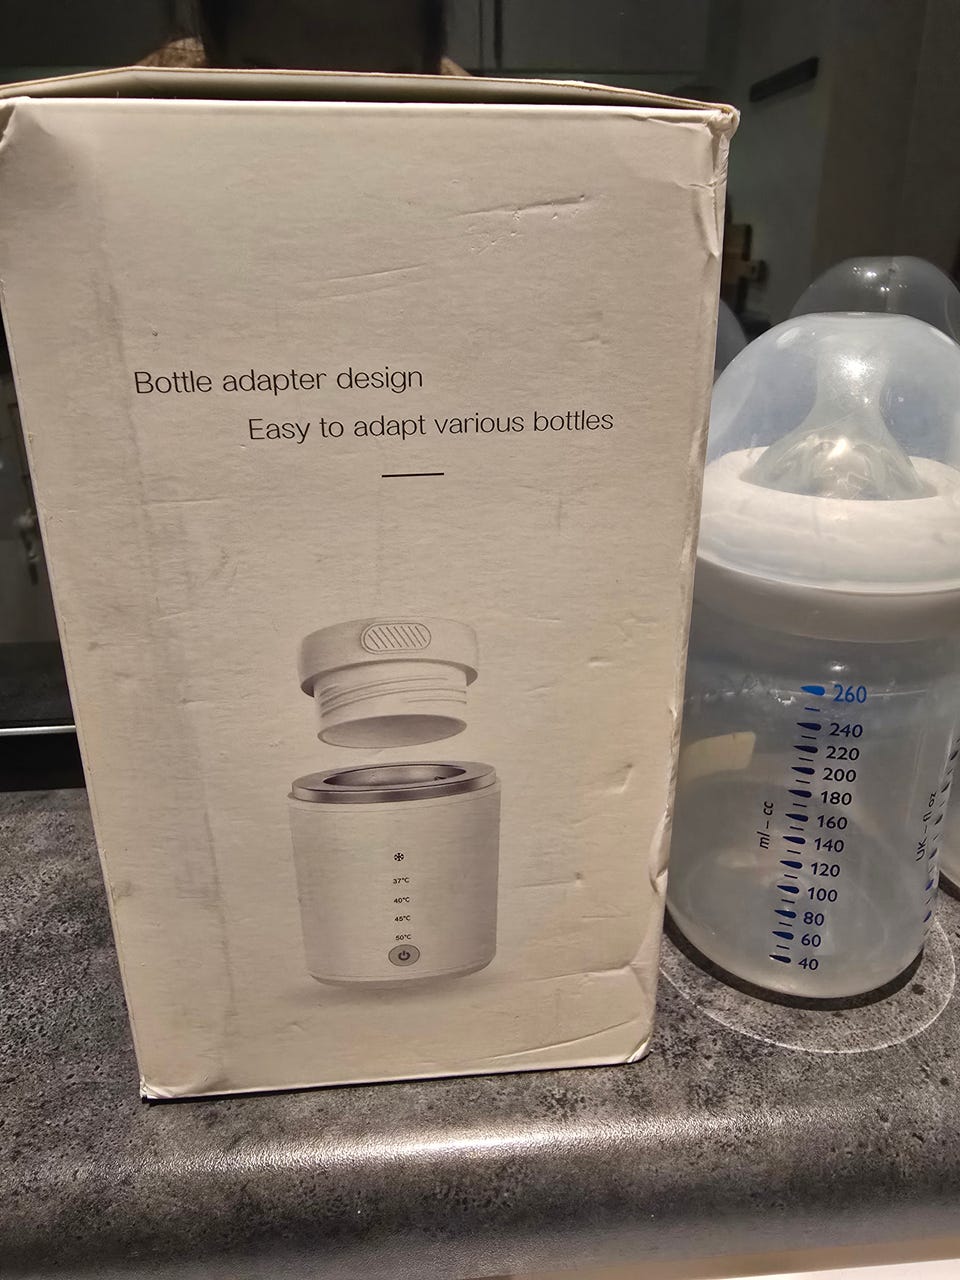 Bottle adapter design
Easy to adapt various bottles
37°C
40°C
45°C
50°C
260
240
220
200
180
160
140
120
100
80
60
40
ml – cc
UK – fl oz